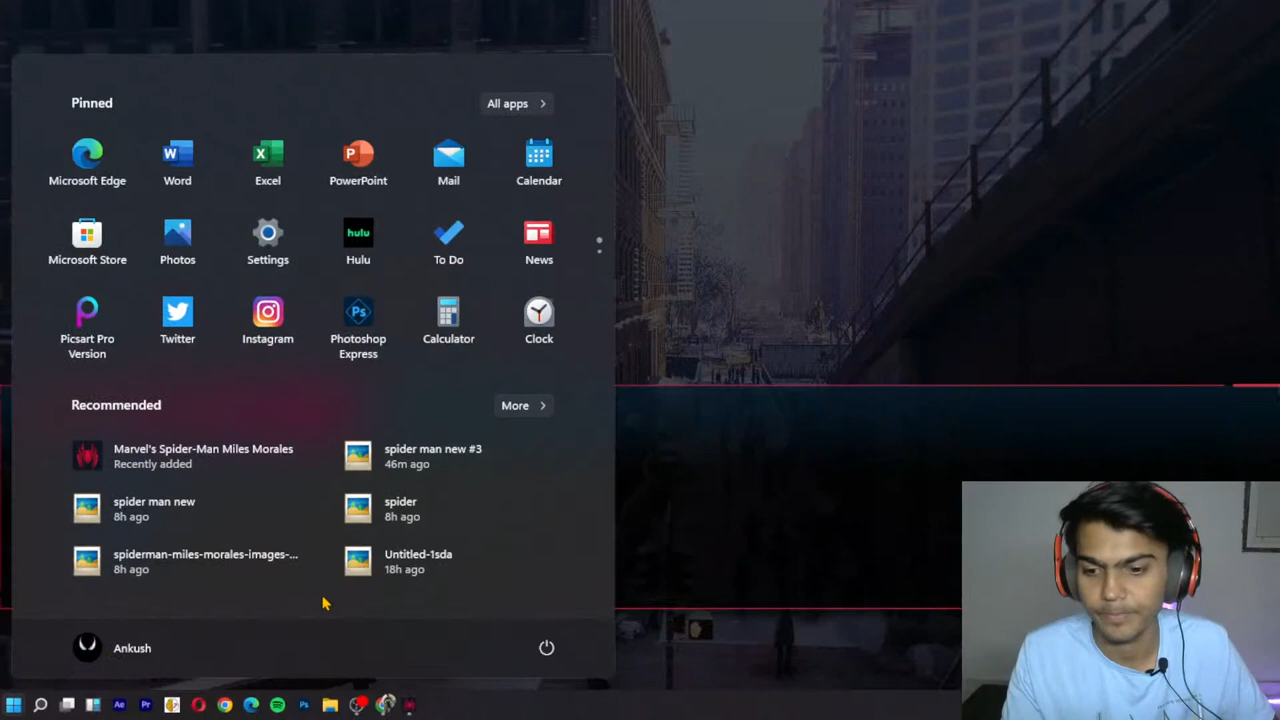 Pinned
All apps
Microsoft Edge
Word
Excel
PowerPoint
Mail
Calendar
Microsoft Store
Photos
Settings
hulu
Hulu
To Do
News
Picsart Pro
Version
Twitter
Instagram
Ps
Photoshop
Express
Calculator
Clock
Recommended
More
Marvel's Spider-Man Miles Morales
Recently added
spider man new #3
46m ago
spider man new
8h ago
spider
8h ago
spiderman-miles-morales-images-...
8h ago
Untitled-1sda
18h ago
Ankush
Ae
Pr
Ps